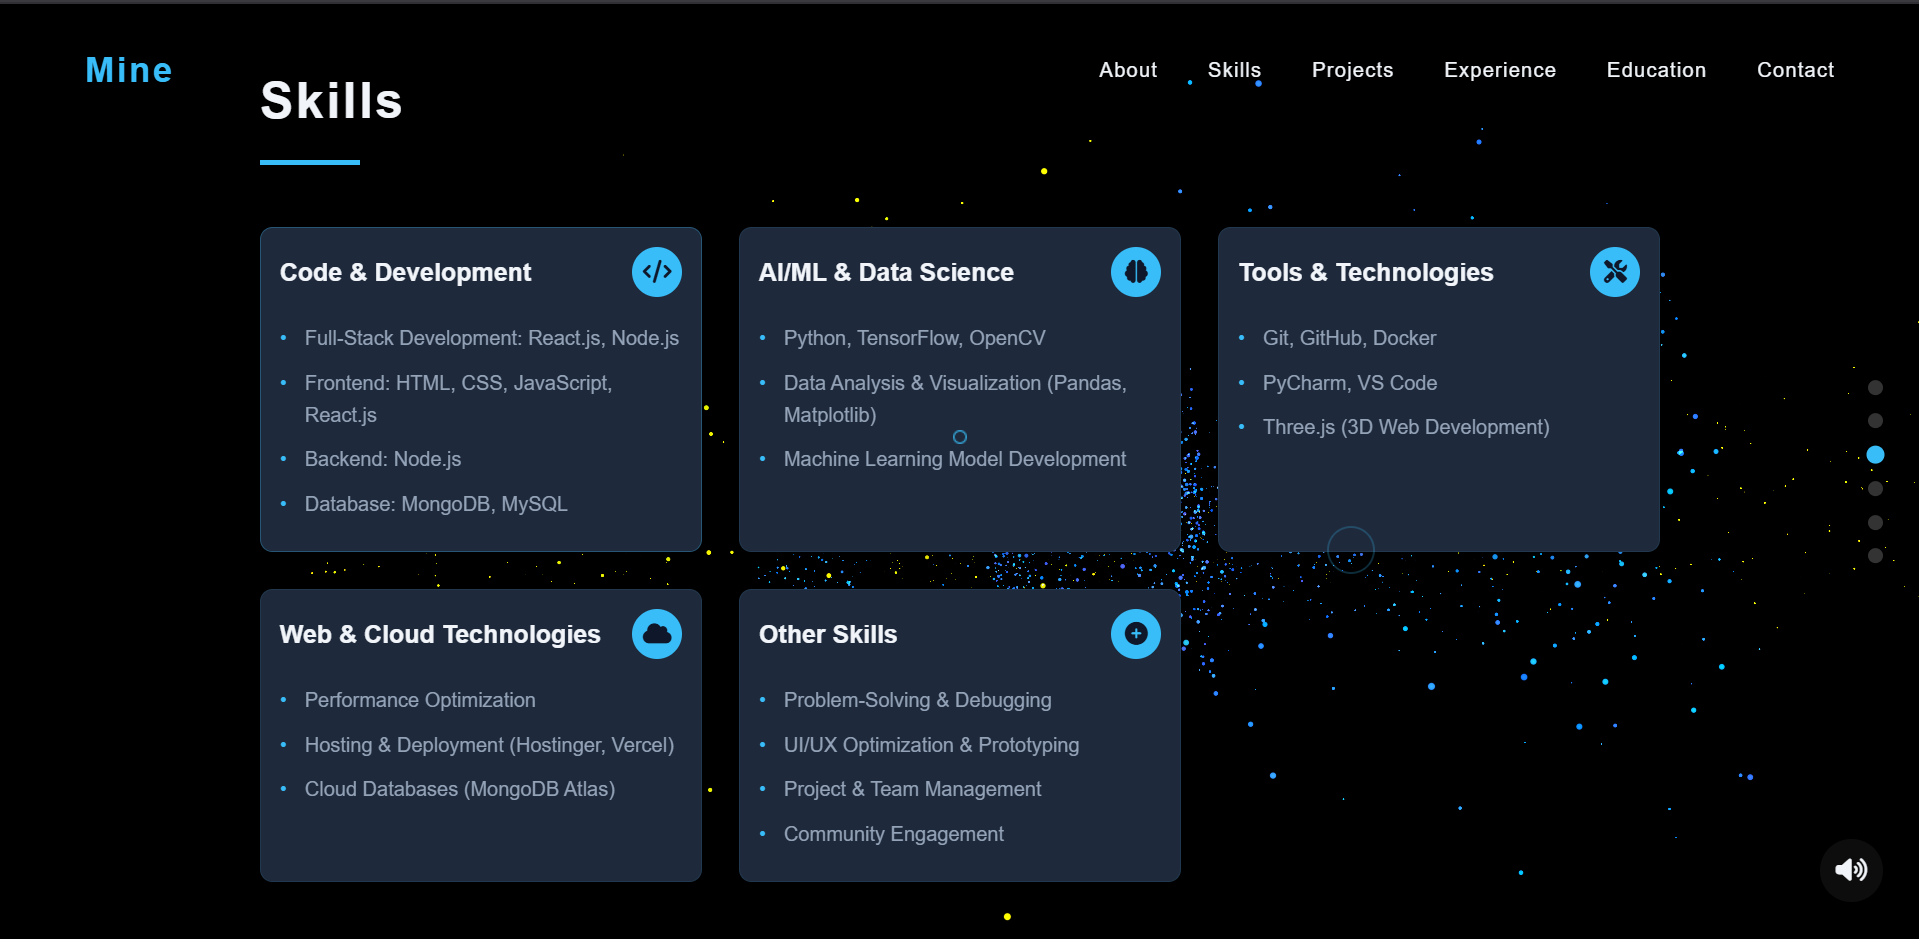 Mine
About Skills Projects Experience Education Contact
Skills
Code & Development
Full-Stack Development: React.js, Node.js
Frontend: HTML, CSS, JavaScript,
React.js
Backend: Node.js
Database: MongoDB, MySQL
AI/ML & Data Science
Python, TensorFlow, OpenCV
Data Analysis & Visualization (Pandas,
Matplotlib)
Machine Learning Model Development
Tools & Technologies
Git, GitHub, Docker
PyCharm, VS Code
Three.js (3D Web Development)
Web & Cloud Technologies
Performance Optimization
Hosting & Deployment (Hostinger, Vercel)
Cloud Databases (MongoDB Atlas)
Other Skills
Problem-Solving & Debugging
UI/UX Optimization & Prototyping
Project & Team Management
Community Engagement